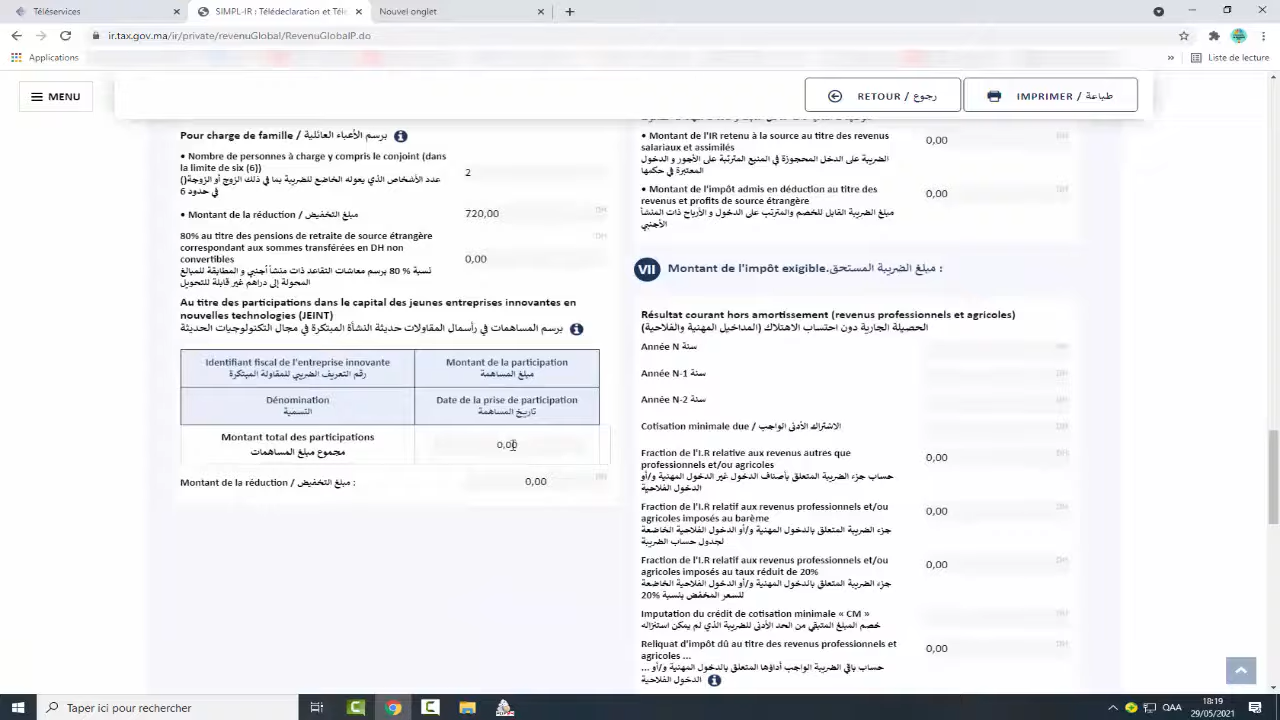 Téléservices
SIMPL-IR : Télédeclaration et Téle
Nouvel onglet
ir.tax.gov.ma/ir/private/revenuGlobal/RevenuGlobalP.do
Applications
Liste de lecture
MENU
RETOUR / رجوع
IMPRIMER / طباعة
Pour charge de famille / برسم الأعباء العائلية
• Nombre de personnes à charge y compris le conjoint (dans
la limite de six (6))
عدد الأشخاص الذي يعوله الخاضع للضريبة بما في ذلك الزوج أو الزوجة()
في حدود 6
2
• Montant de la réduction / مبلغ التخفيض
720,00
DH
80% au titre des pensions de retraite de source étrangère
correspondant aux sommes transférées en DH non
convertibles
نسبة % 80 برسم معاشات التقاعد ذات منشأ أجنبي و المطابقة للمبالغ
المحولة إلى دراهم غير قابلة للتحويل
0,00
DH
Au titre des participations dans le capital des jeunes entreprises innovantes en
nouvelles technologies (JEINT)
برسم المساهمات في رأسمال المقاولات حديثة النشأة المبتكرة في مجال التكنولوجيات الحديثة
Identifiant fiscal de l'entreprise innovante
رقم التعريف الضريبي للمقاولة المبتكرة
Montant de la participation
مبلغ المساهمة
Dénomination
التسمية
Date de la prise de participation
تاريخ المساهمة
Montant total des participations
مجموع مبلغ المساهمات
0,00
Montant de la réduction / مبلغ التخفيض :
0,00
DH
• Montant de l'IR retenu à la source au titre des revenus
salariaux et assimilés
الضريبة على الدخل المحجوزة في المنبع المترتبة على الأجور و الدخول
المعتبرة في حكمها
0,00
DH
• Montant de l'impôt admis en déduction au titre des
revenus et profits de source étrangère
مبلغ الضريبة القابل للخصم والمترتب على الدخول و الأرباح ذات المنشأ
الأجنبي
0,00
DH
VII
Montant de l'impôt exigible.مبلغ الضريبة المستحق :
Résultat courant hors amortissement (revenus professionnels et agricoles)
الحصيلة الجارية دون احتساب الاهتلاك (المداخيل المهنية والفلاحية)
Année N سنة
DH
Année N-1 سنة
DH
Année N-2 سنة
DH
Cotisation minimale due / الاشتراك الأدنى الواجب
DH
Fraction de l'I.R relative aux revenus autres que
professionnels et/ou agricoles
حساب جزء الضريبة المتعلق بأصناف الدخول غير الدخول المهنية و/أو
الدخول الفلاحية
0,00
DH
Fraction de l'I.R relatif aux revenus professionnels et/ou
agricoles imposés au barème
جزء الضريبة المتعلق بالدخول المهنية و/أو الدخول الفلاحية الخاضعة
لجدول حساب الضريبة
0,00
DH
Fraction de l'I.R relatif aux revenus professionnels et/ou
agricoles imposés au taux réduit de 20%
جزء الضريبة المتعلق بالدخول المهنية و/أو الدخول الفلاحية الخاضعة
للسعر المخفض بنسبة %20
0,00
DH
Imputation du crédit de cotisation minimale « CM »
خصم المبلغ المتبقي من الحد الأدنى للضريبة الذي لم يمكن استنزاله
DH
Reliquat d'impôt dû au titre des revenus professionnels et
agricoles ...
حساب باقي الضريبة الواجب أداؤها المتعلق بالدخول المهنية و/أو ...
الدخول الفلاحية
0,00
DH
Taper ici pour rechercher
QAA
18:19
29/05/2021